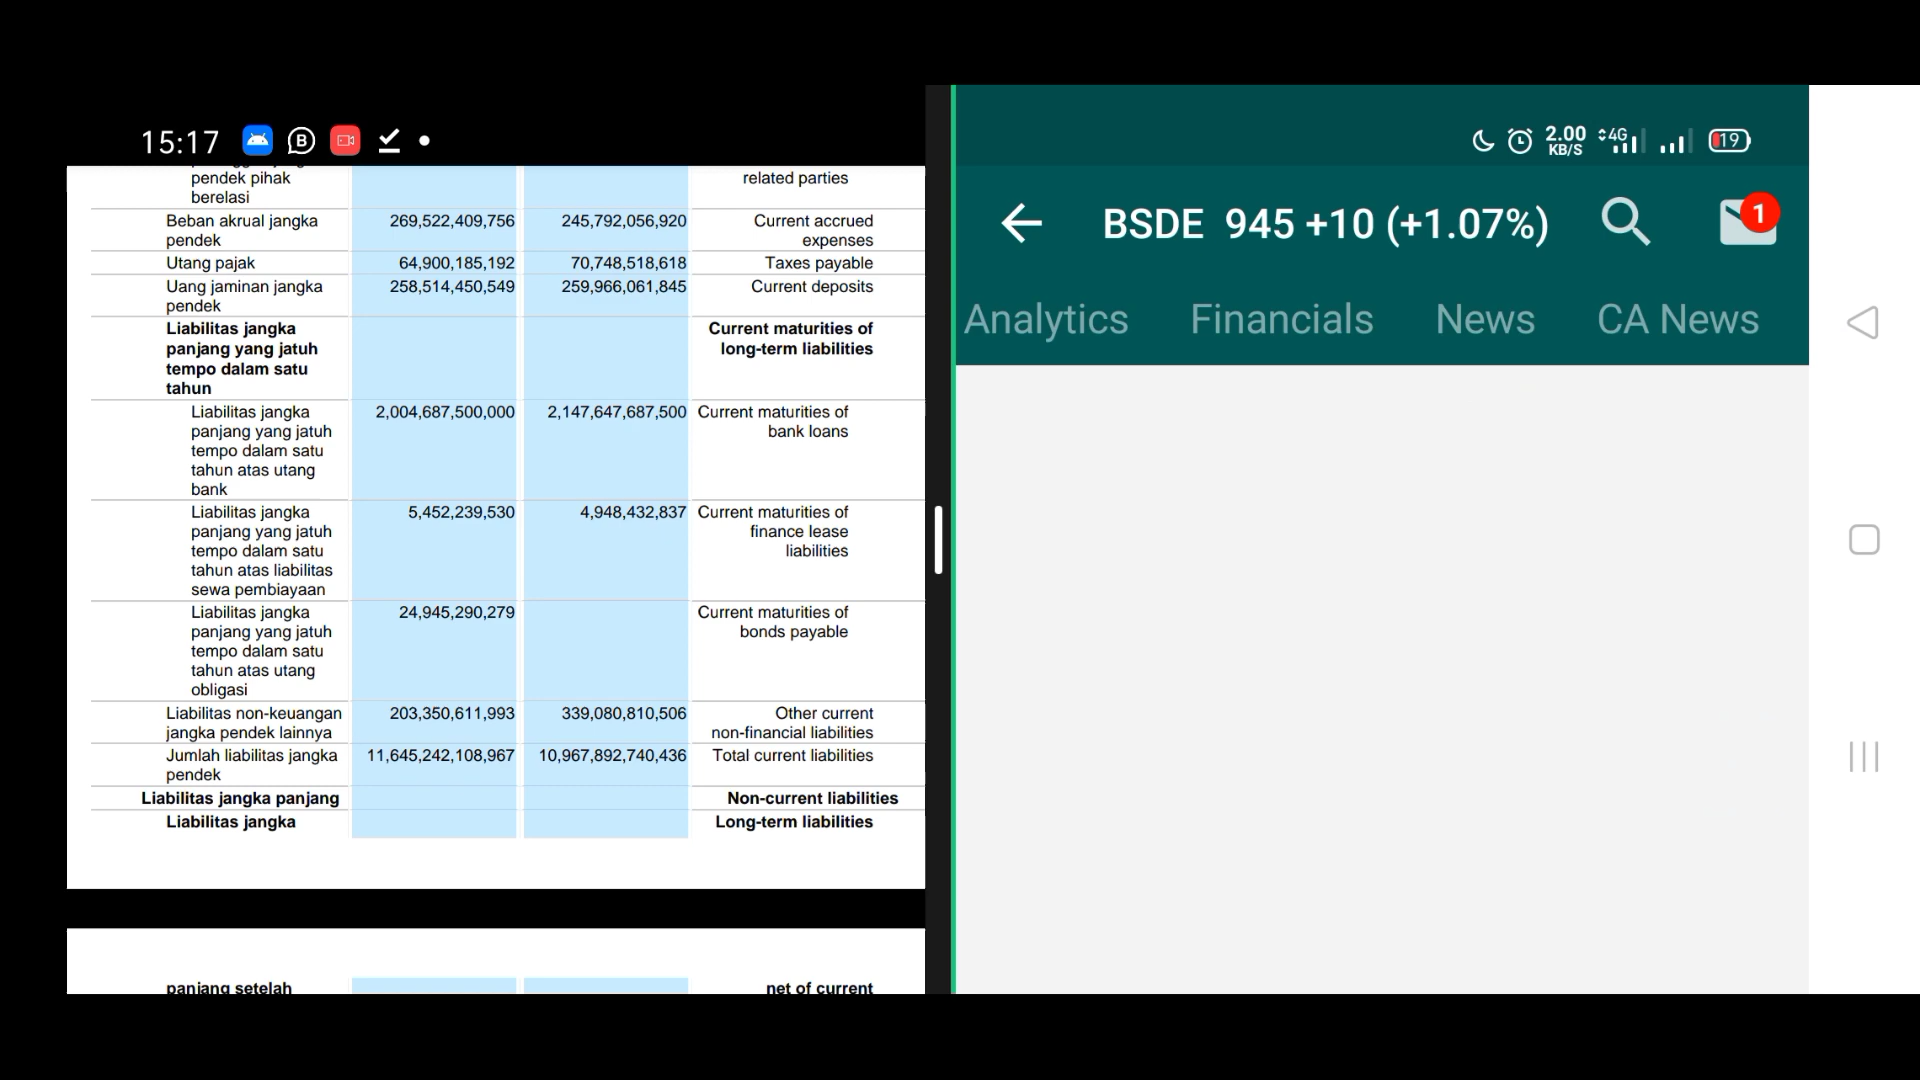 15:17
B
2.00
KB/S
4G
19
BSDE 945 +10 (+1.07%)
1
Analytics Financials News CA News
pendek pihak
berelasi
related parties
Beban akrual jangka
pendek
269,522,409,756 245,792,056,920
Current accrued
expenses
Utang pajak 64,900,185,192 70,748,518,618 Taxes payable
Uang jaminan jangka
pendek
258,514,450,549 259,966,061,845 Current deposits
Liabilitas jangka
panjang yang jatuh
tempo dalam satu
tahun
Current maturities of
long-term liabilities
Liabilitas jangka
panjang yang jatuh
tempo dalam satu
tahun atas utang
bank
2,004,687,500,000 2,147,647,687,500
Current maturities of
bank loans
Liabilitas jangka
panjang yang jatuh
tempo dalam satu
tahun atas liabilitas
sewa pembiayaan
5,452,239,530 4,948,432,837
Current maturities of
finance lease
liabilities
Liabilitas jangka
panjang yang jatuh
tempo dalam satu
tahun atas utang
obligasi
24,945,290,279
Current maturities of
bonds payable
Liabilitas non-keuangan
jangka pendek lainnya
203,350,611,993 339,080,810,506
Other current
non-financial liabilities
Jumlah liabilitas jangka
pendek
11,645,242,108,967 10,967,892,740,436 Total current liabilities
Liabilitas jangka panjang Non-current liabilities
Liabilitas jangka Long-term liabilities
panjang setelah net of current